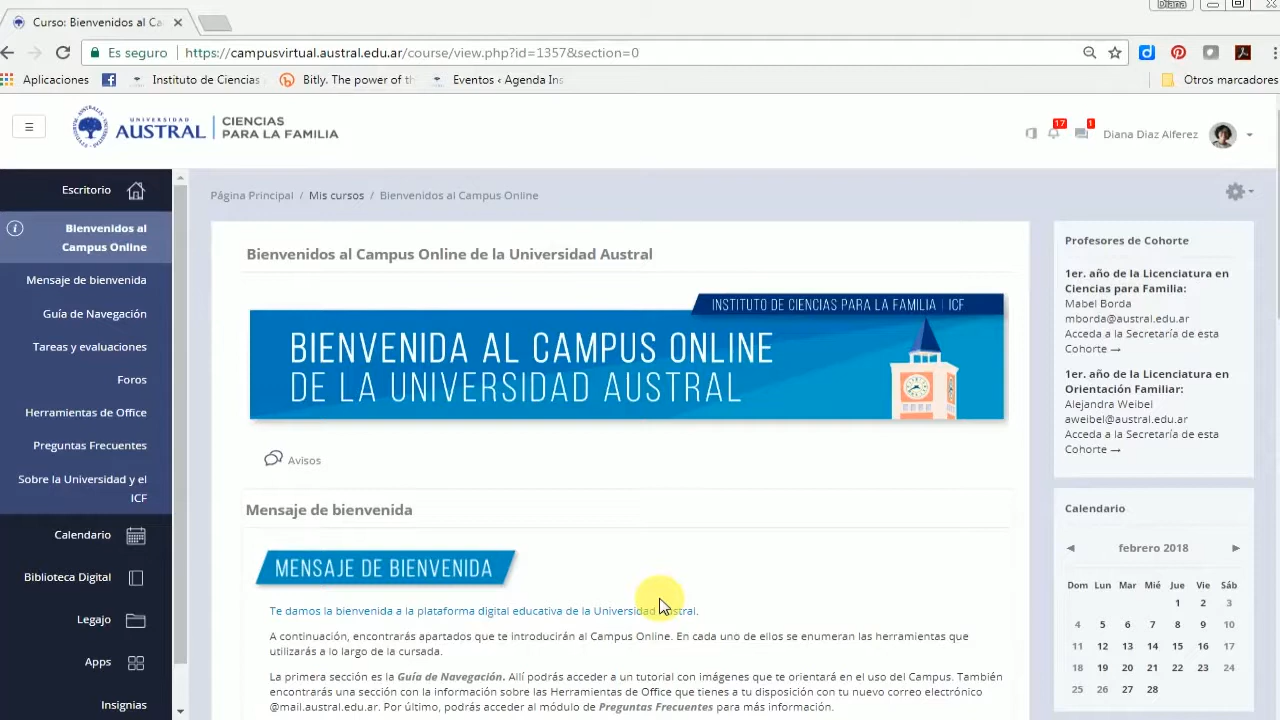 Diana
Curso: Bienvenidos al Ca
Es seguro
https://campusvirtual.austral.edu.ar/course/view.php?id=1357&section=0
Aplicaciones
Instituto de Ciencias
Bitly. The power of th
Eventos ‹ Agenda Ins
Otros marcadores
UNIVERSIDAD
AUSTRAL
CIENCIAS
PARA LA FAMILIA
17
1
Diana Diaz Alferez
Escritorio
Bienvenidos al
Campus Online
Mensaje de bienvenida
Guía de Navegación
Tareas y evaluaciones
Foros
Herramientas de Office
Preguntas Frecuentes
Sobre la Universidad y el
ICF
Calendario
Biblioteca Digital
Legajo
Apps
Insignias
Página Principal / Mis cursos / Bienvenidos al Campus Online
Bienvenidos al Campus Online de la Universidad Austral
INSTITUTO DE CIENCIAS PARA LA FAMILIA | ICF
BIENVENIDA AL CAMPUS ONLINE
DE LA UNIVERSIDAD AUSTRAL
Avisos
Mensaje de bienvenida
MENSAJE DE BIENVENIDA
Te damos la bienvenida a la plataforma digital educativa de la Universidad Austral.
A continuación, encontrarás apartados que te introducirán al Campus Online. En cada uno de ellos se enumeran las herramientas que
utilizarás a lo largo de la cursada.
La primera sección es la Guía de Navegación. Allí podrás acceder a un tutorial con imágenes que te orientará en el uso del Campus. También
encontrarás una sección con la información sobre las Herramientas de Office que tienes a tu disposición con tu nuevo correo electrónico
@mail.austral.edu.ar. Por último, podrás acceder al módulo de Preguntas Frecuentes para más información.
Profesores de Cohorte
1er. año de la Licenciatura en
Ciencias para Familia:
Mabel Borda
mborda@austral.edu.ar
Acceda a la Secretaría de esta
Cohorte →
1er. año de la Licenciatura en
Orientación Familiar:
Alejandra Weibel
aweibel@austral.edu.ar
Acceda a la Secretaría de esta
Cohorte →
Calendario
◄ febrero 2018 ►
Dom Lun Mar Mié Jue Vie Sáb
1 2 3
4 5 6 7 8 9 10
11 12 13 14 15 16 17
18 19 20 21 22 23 24
25 26 27 28